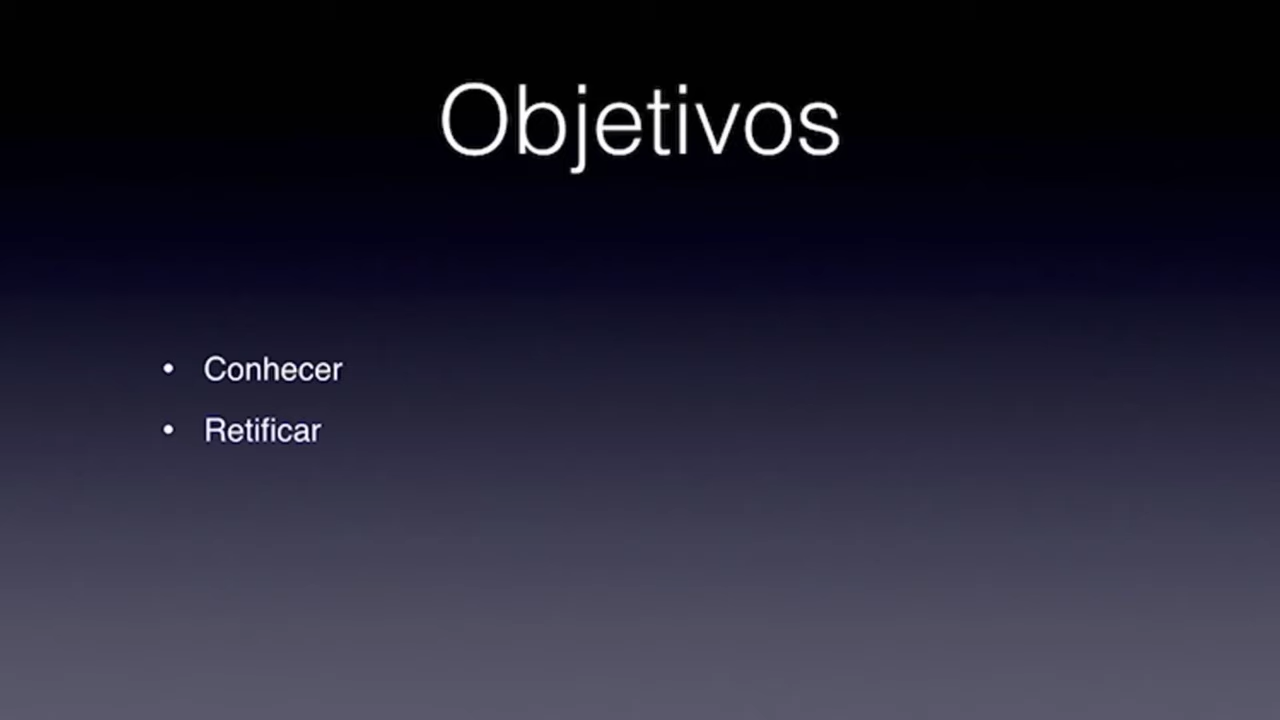 Objetivos
• Conhecer
• Retificar